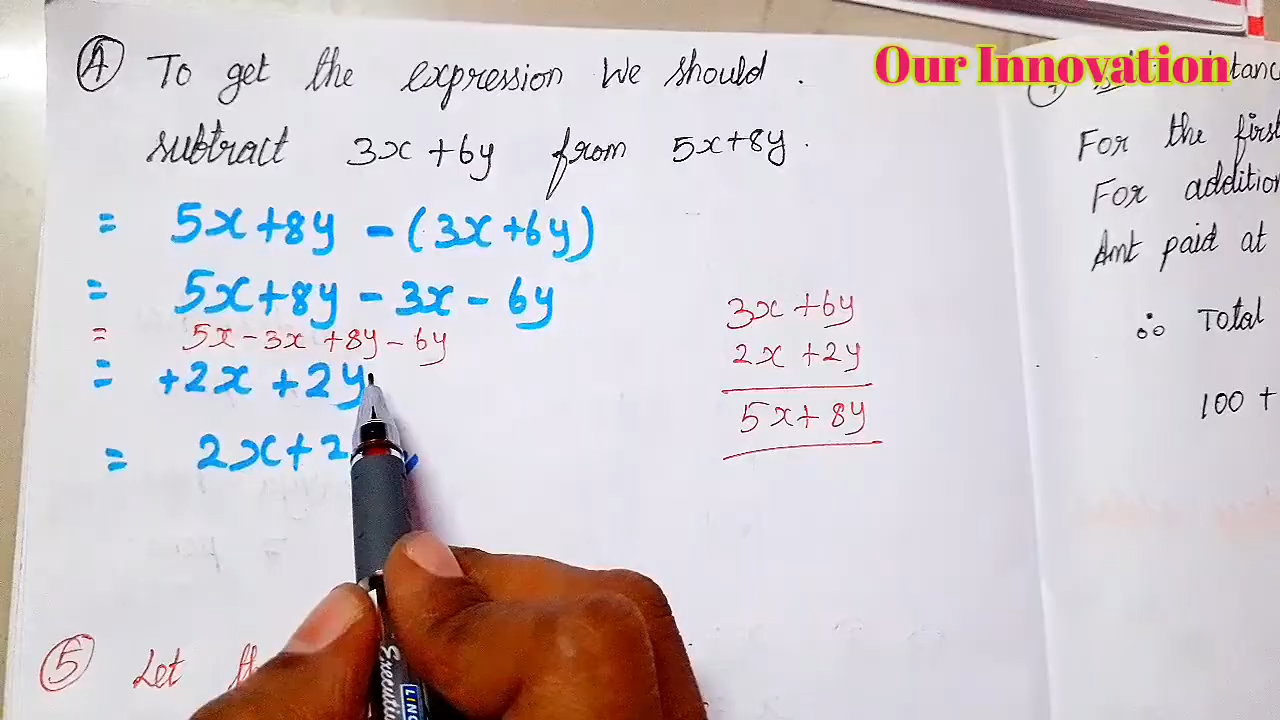 Our Innovation
4 To get the expression we should .
subtract 3x + 6y from 5x+8y .
= 5x+8y - (3x+6y)
= 5x+8y - 3x - 6y
= 5x - 3x + 8y - 6y
= +2x + 2y
= 2x + 2
3x + 6y
2x + 2y
5x + 8y
5 Let
For the first
For addition
Amt paid at
∴ Total
100 +